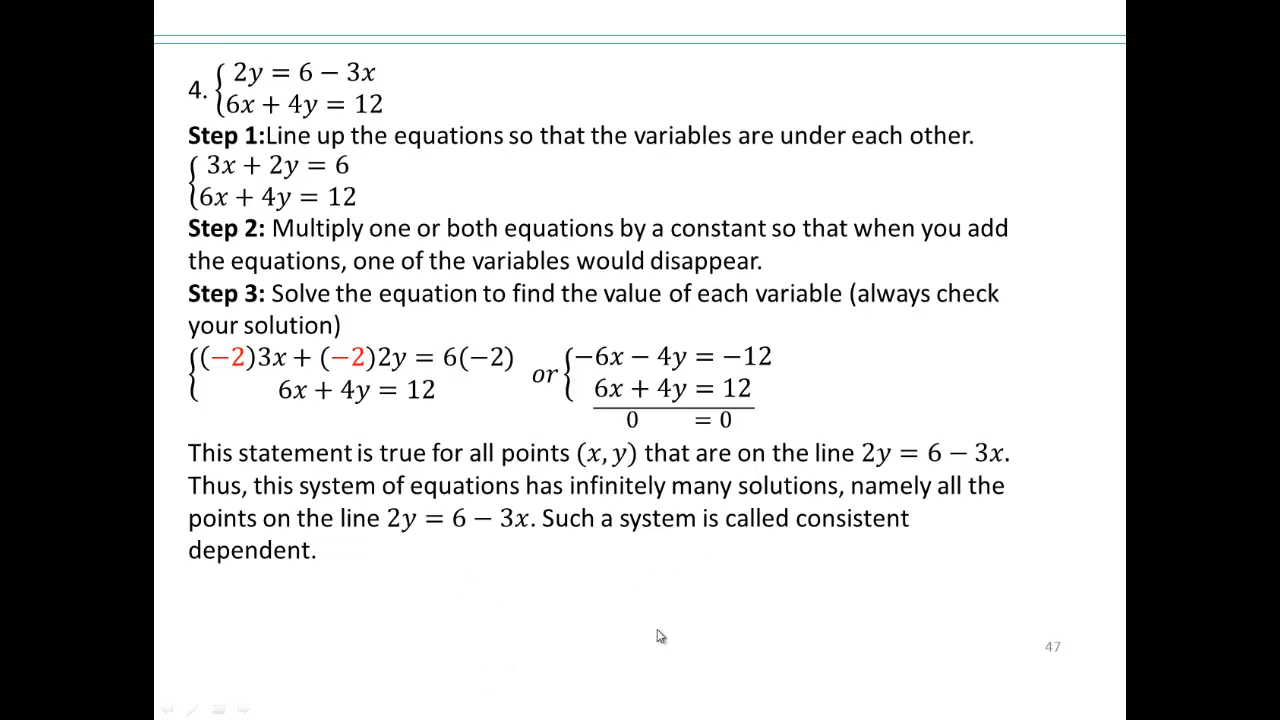 4. { 2y = 6 − 3x
6x + 4y = 12
Step 1:Line up the equations so that the variables are under each other.
{ 3x + 2y = 6
6x + 4y = 12
Step 2: Multiply one or both equations by a constant so that when you add
the equations, one of the variables would disappear.
Step 3: Solve the equation to find the value of each variable (always check
your solution)
{ (−2)3x + (−2)2y = 6(−2) or { −6x − 4y = −12
6x + 4y = 12 6x + 4y = 12
0 = 0
This statement is true for all points (x, y) that are on the line 2y = 6 − 3x.
Thus, this system of equations has infinitely many solutions, namely all the
points on the line 2y = 6 − 3x. Such a system is called consistent
dependent.
47